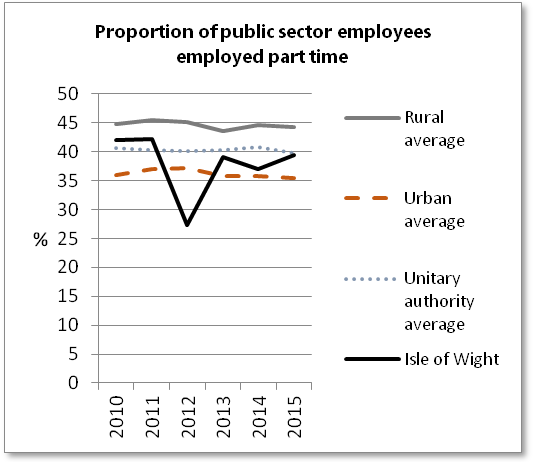 Proportion of public sector employees
employed part time
50
45
40
35
30
25
20
15
10
5
0
%
2010
2011
2012
2013
2014
2015
Rural
average
Urban
average
Unitary
authority
average
Isle of Wight